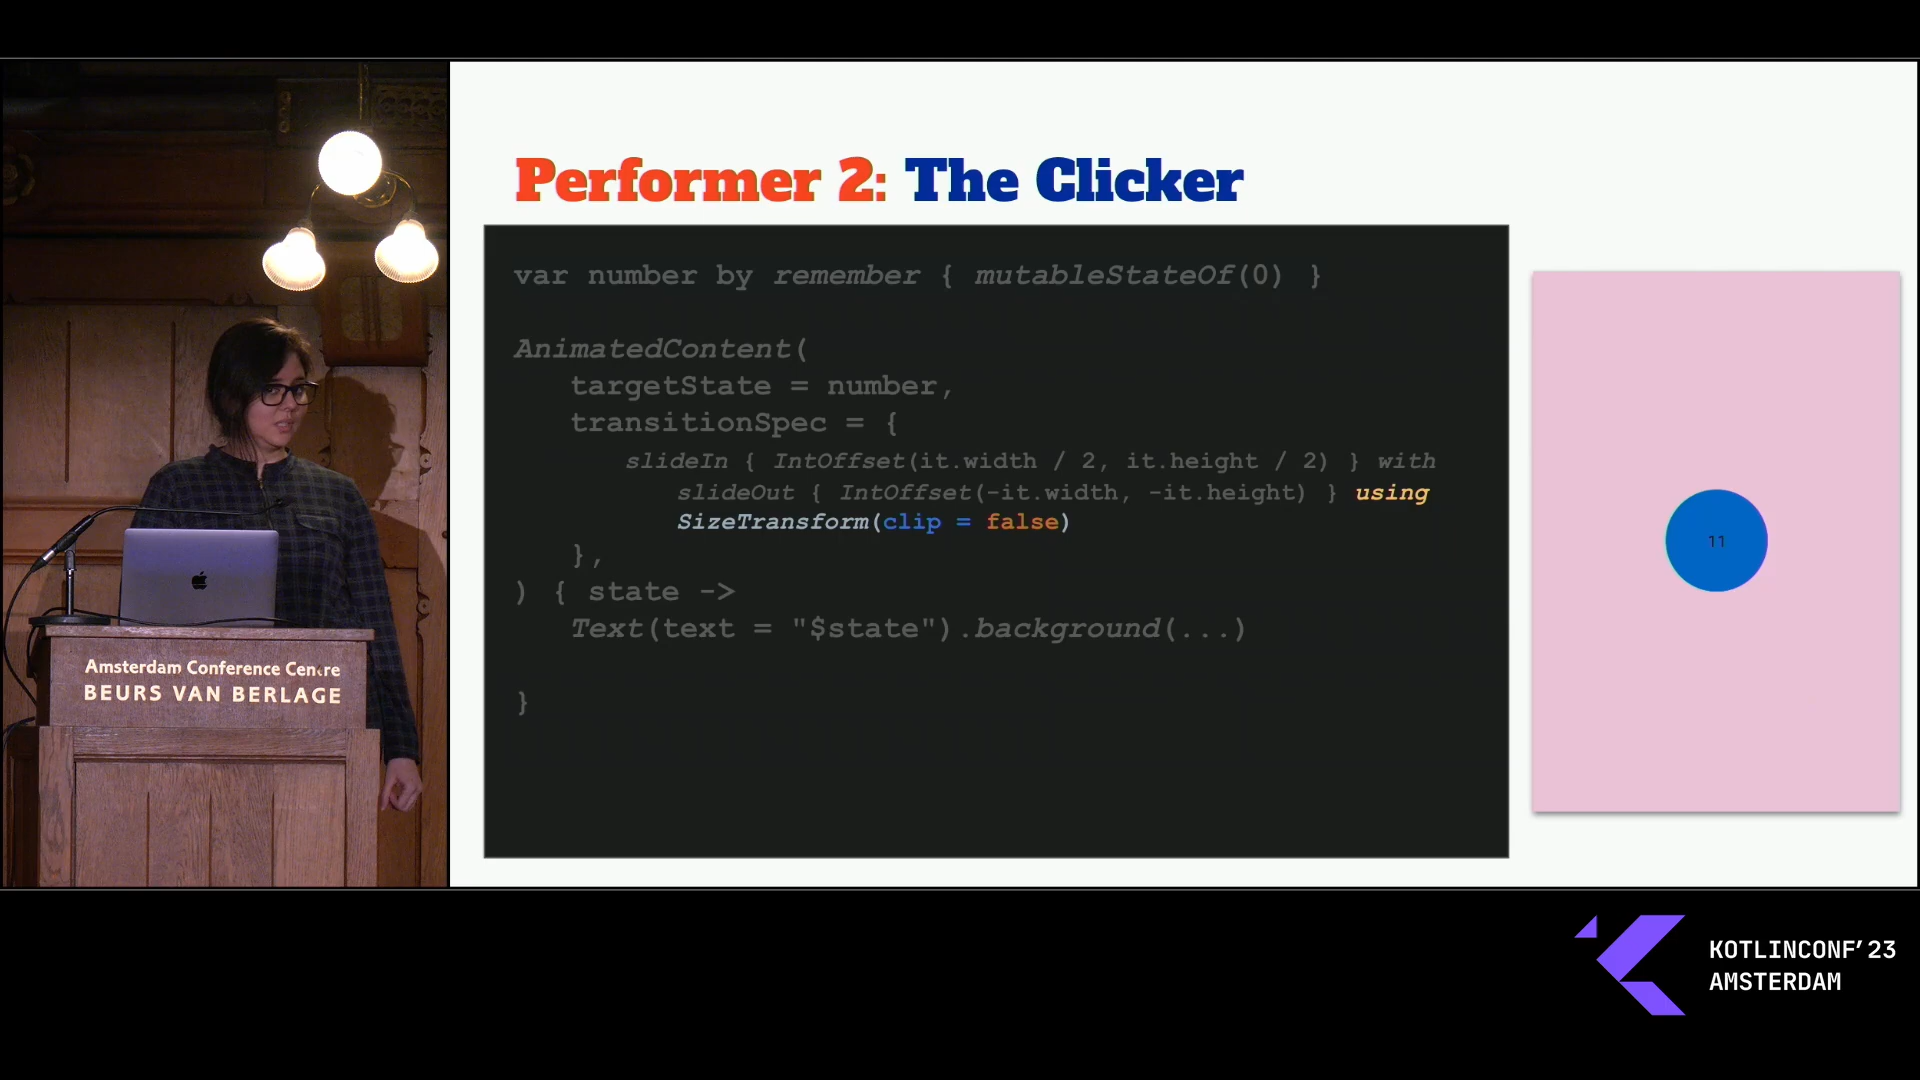 Performer 2: The Clicker
var number by remember { mutableStateOf(0) }
AnimatedContent(
targetState = number,
transitionSpec = {
slideIn { IntOffset(it.width / 2, it.height / 2) } with
slideOut { IntOffset(-it.width, -it.height) } using
SizeTransform(clip = false)
},
) { state ->
Text(text = "$state").background(...)
}
11
Amsterdam Conference Centre
BEURS VAN BERLAGE
KOTLINCONF'23
AMSTERDAM